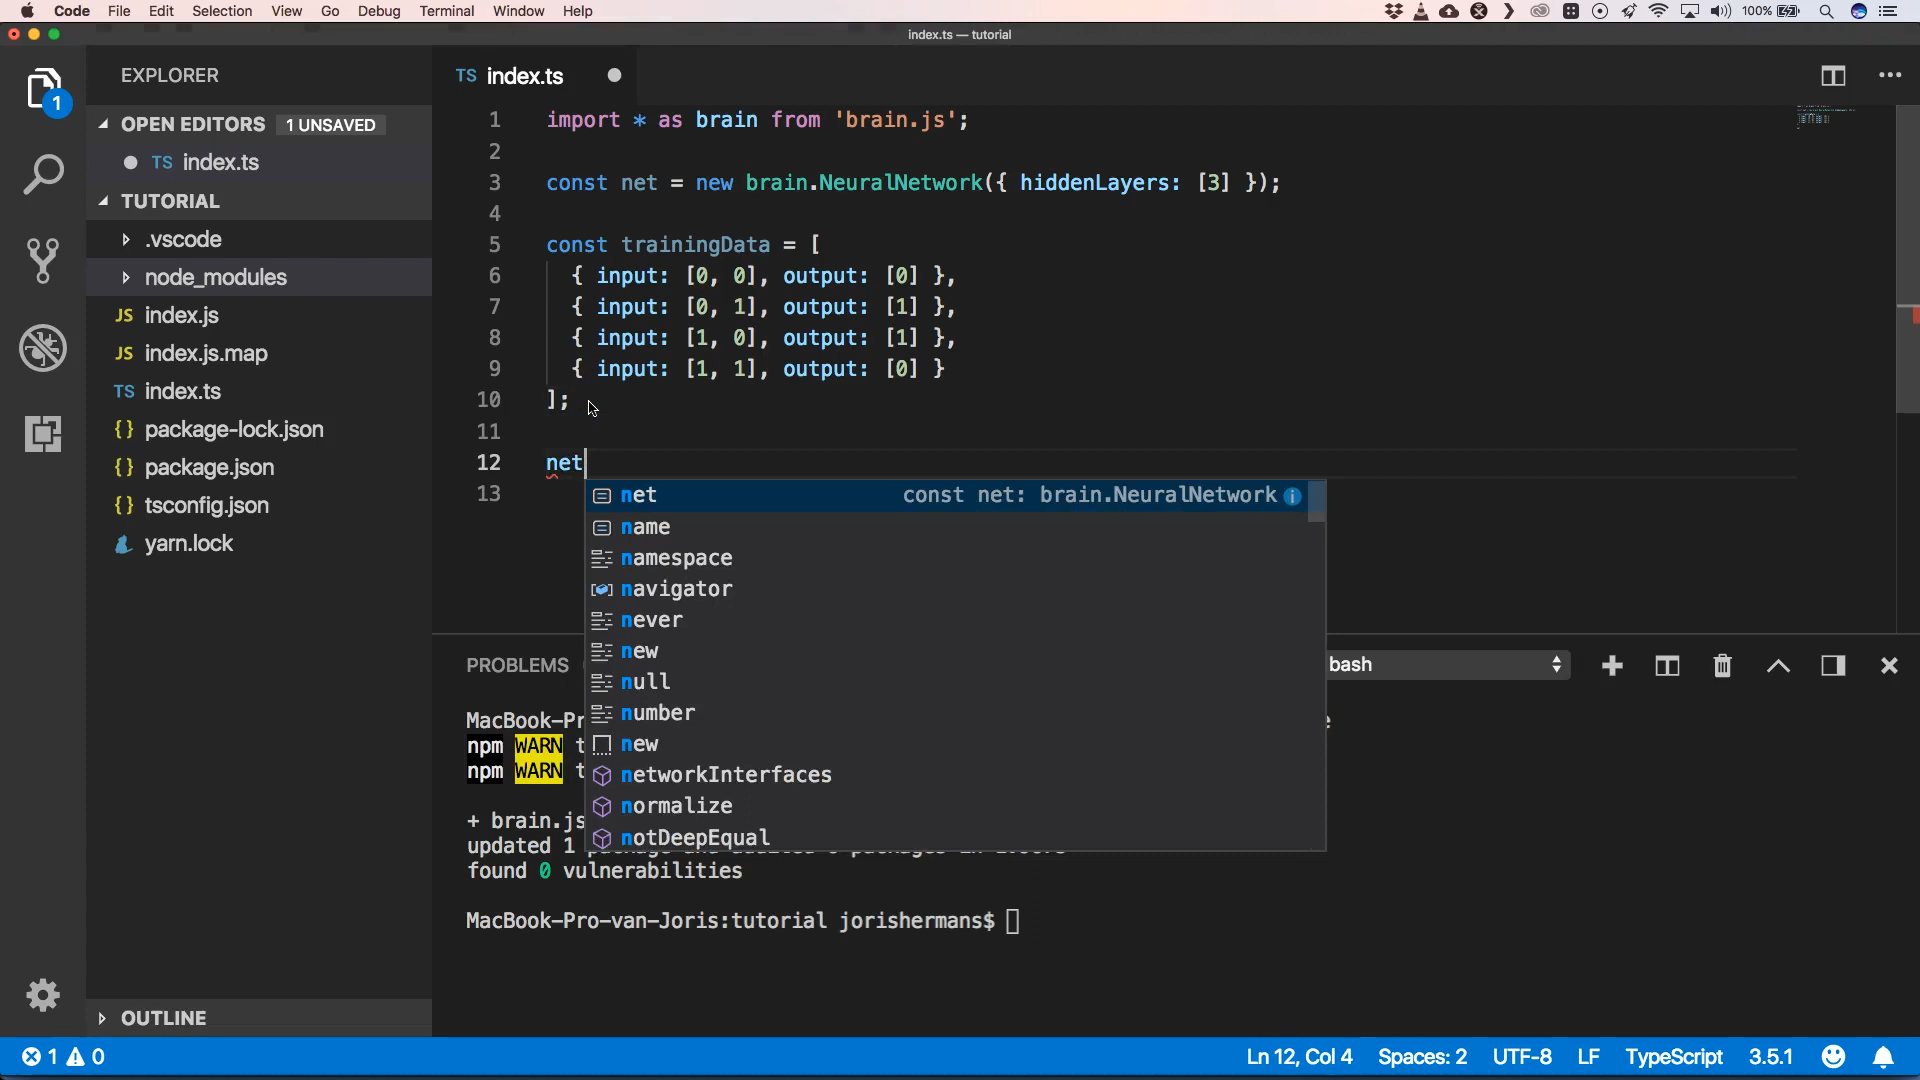 Code File Edit Selection View Go Debug Terminal Window Help 100%
index.ts — tutorial
EXPLORER
OPEN EDITORS 1 UNSAVED
TS index.ts
TUTORIAL
.vscode
node_modules
JS index.js
JS index.js.map
TS index.ts
{ } package-lock.json
{ } package.json
{ } tsconfig.json
yarn.lock
OUTLINE
1
TS index.ts
1 import * as brain from 'brain.js';
2
3 const net = new brain.NeuralNetwork({ hiddenLayers: [3] });
4
5 const trainingData = [
6 { input: [0, 0], output: [0] },
7 { input: [0, 1], output: [1] },
8 { input: [1, 0], output: [1] },
9 { input: [1, 1], output: [0] }
10 ];
11
12 net
13
net const net: brain.NeuralNetwork
name
namespace
navigator
never
new
null
number
new
networkInterfaces
normalize
notDeepEqual
PROBLEMS bash
MacBook-Pr
npm WARN t
npm WARN t
+ brain.js
updated 1
found 0 vulnerabilities
MacBook-Pro-van-Joris:tutorial jorishermans$
1 0 Ln 12, Col 4 Spaces: 2 UTF-8 LF TypeScript 3.5.1